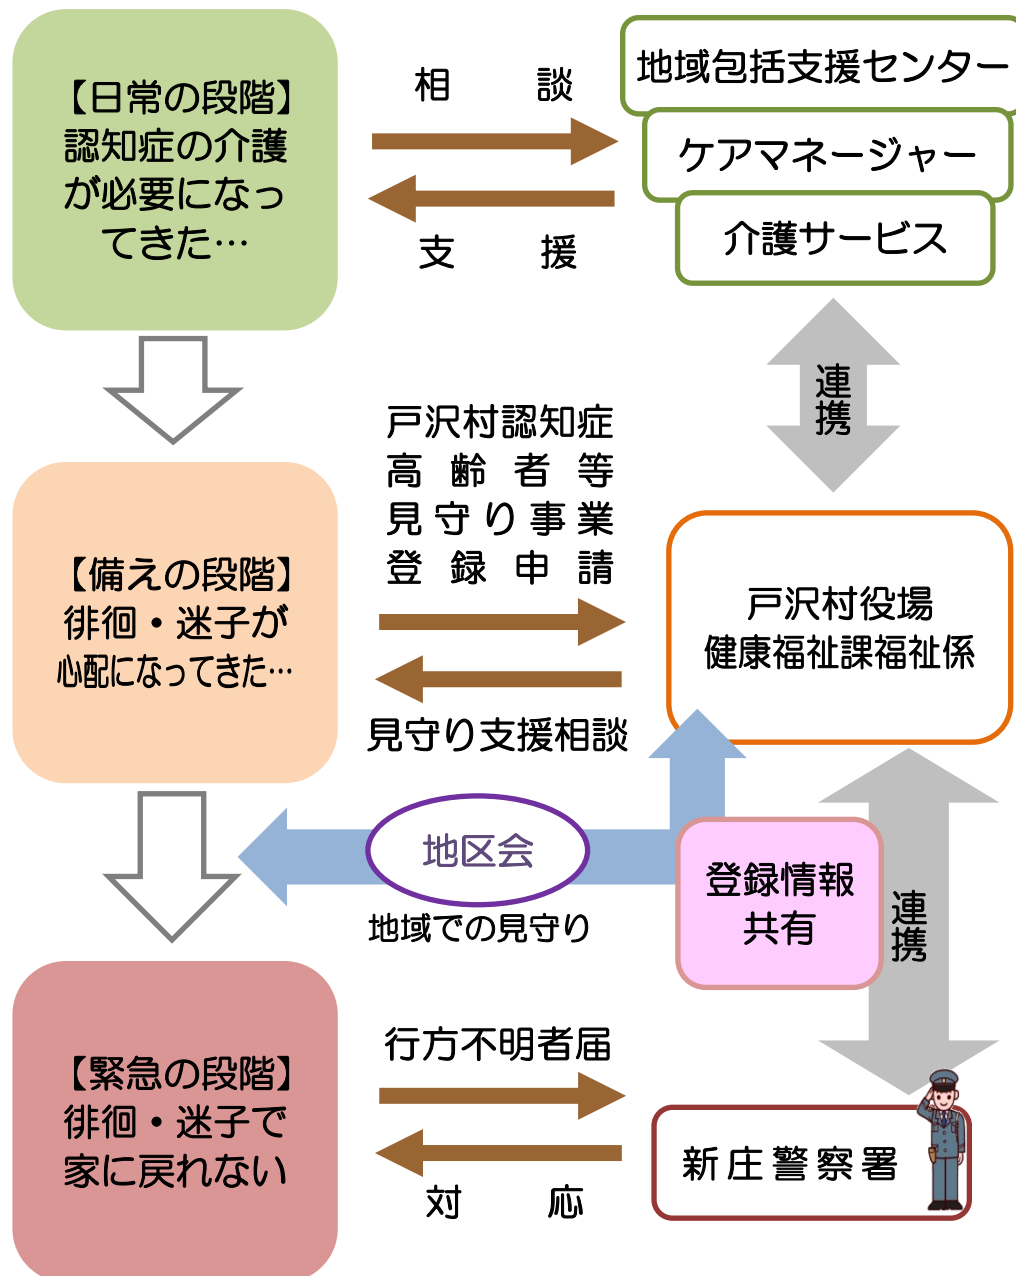 【日常の段階】
認知症の介護
が必要になっ
てきた…
相談
支援
地域包括支援センター
ケアマネージャー
介護サービス
連携
【備えの段階】
徘徊・迷子が
心配になってきた…
戸沢村認知症
高齢者等
見守り事業
登録申請
見守り支援相談
戸沢村役場
健康福祉課福祉係
地区会
地域での見守り
登録情報
共有
連携
【緊急の段階】
徘徊・迷子で
家に戻れない
行方不明者届
対応
新庄警察署